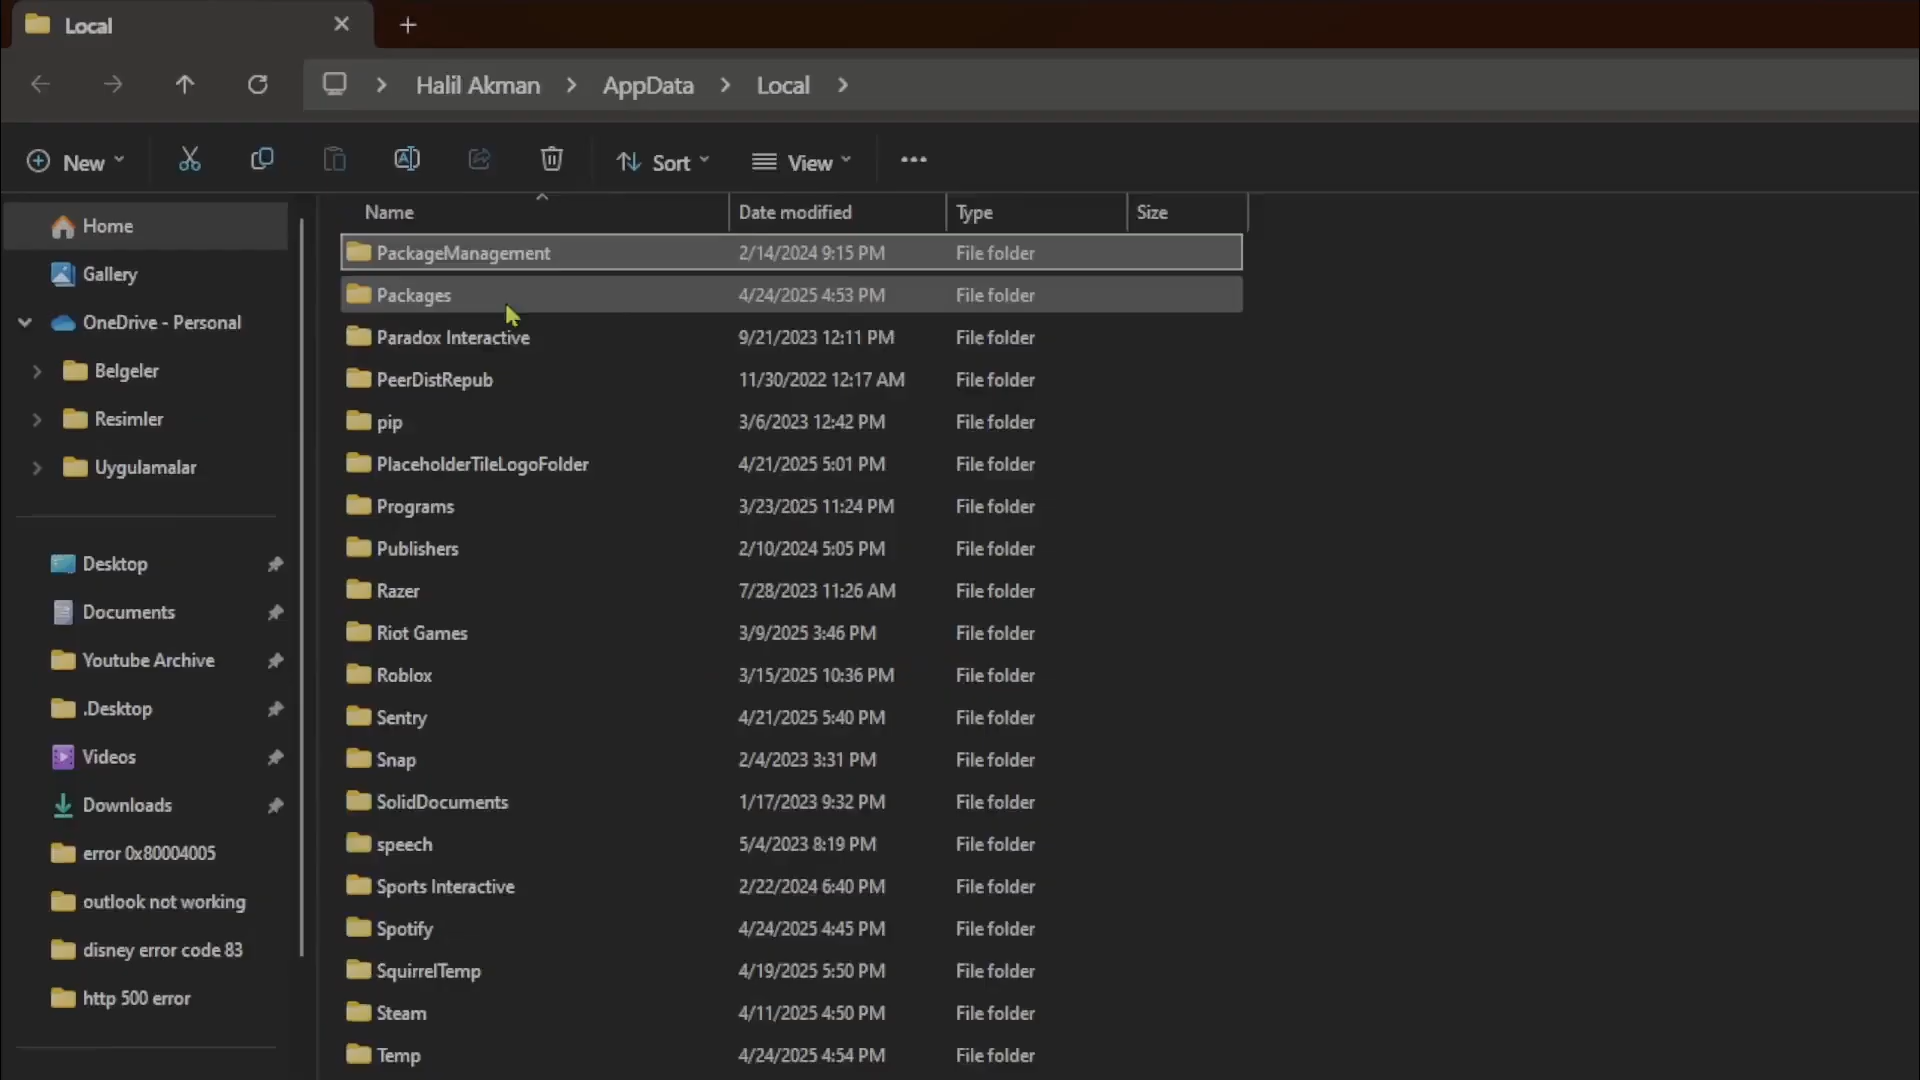 Local
Halil Akman AppData Local
New Sort View
Name Date modified Type Size
Home
Gallery
OneDrive - Personal
Belgeler
Resimler
Uygulamalar
Desktop
Documents
Youtube Archive
.Desktop
Videos
Downloads
error 0x80004005
outlook not working
disney error code 83
http 500 error
PackageManagement 2/14/2024 9:15 PM File folder
Packages 4/24/2025 4:53 PM File folder
Paradox Interactive 9/21/2023 12:11 PM File folder
PeerDistRepub 11/30/2022 12:17 AM File folder
pip 3/6/2023 12:42 PM File folder
PlaceholderTileLogoFolder 4/21/2025 5:01 PM File folder
Programs 3/23/2025 11:24 PM File folder
Publishers 2/10/2024 5:05 PM File folder
Razer 7/28/2023 11:26 AM File folder
Riot Games 3/9/2025 3:46 PM File folder
Roblox 3/15/2025 10:36 PM File folder
Sentry 4/21/2025 5:40 PM File folder
Snap 2/4/2023 3:31 PM File folder
SolidDocuments 1/17/2023 9:32 PM File folder
speech 5/4/2023 8:19 PM File folder
Sports Interactive 2/22/2024 6:40 PM File folder
Spotify 4/24/2025 4:45 PM File folder
SquirrelTemp 4/19/2025 5:50 PM File folder
Steam 4/11/2025 4:50 PM File folder
Temp 4/24/2025 4:54 PM File folder